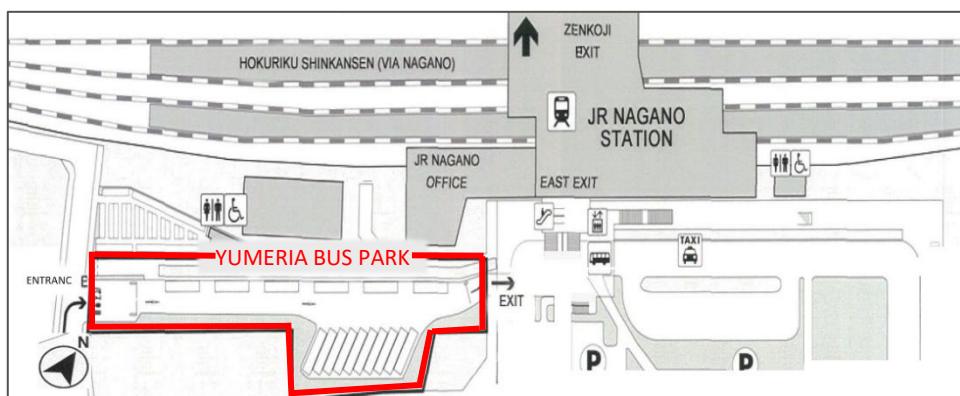 ZENKOJI
EXIT
HOKURIKU SHINKANSEN (VIA NAGANO)
JR NAGANO
STATION
JR NAGANO
OFFICE
EAST EXIT
YUMERIA BUS PARK
TAXI
ENTRANC
E
EXIT
N
P
P